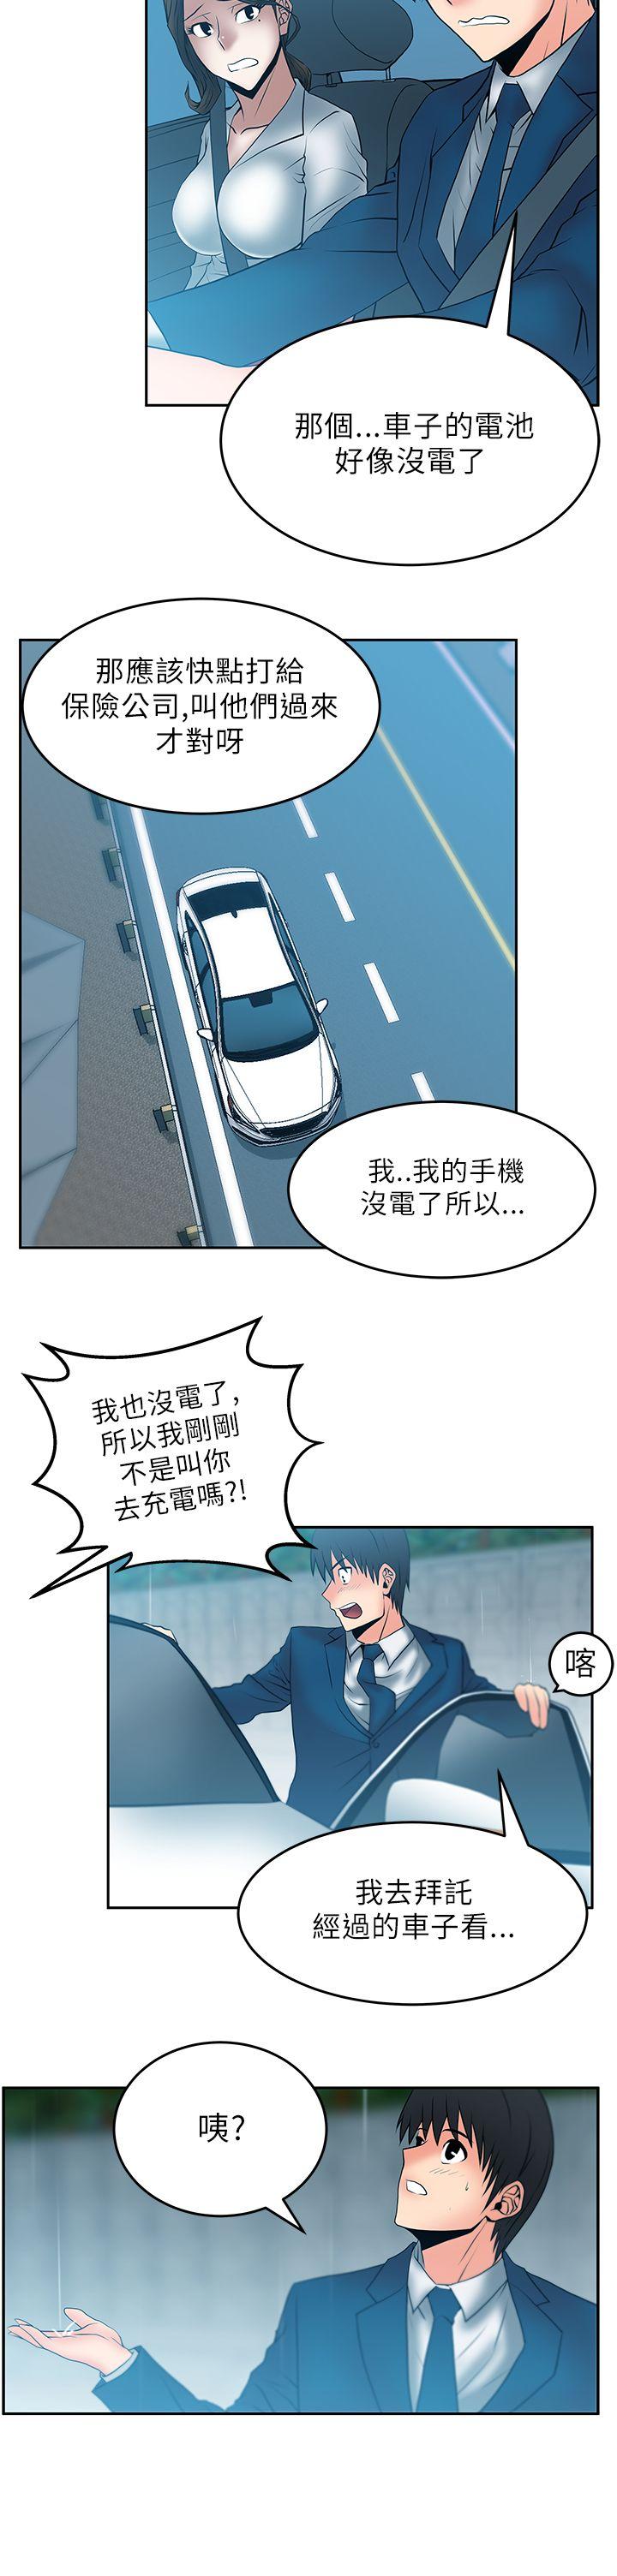 那個...車子的電池
好像沒電了
那應該快點打給
保險公司,叫他們過來
才對呀
我..我的手機
沒電了所以...
我也沒電了,
所以我剛剛
不是叫你
去充電嗎?!
喀
我去拜託
經過的車子看...
咦?